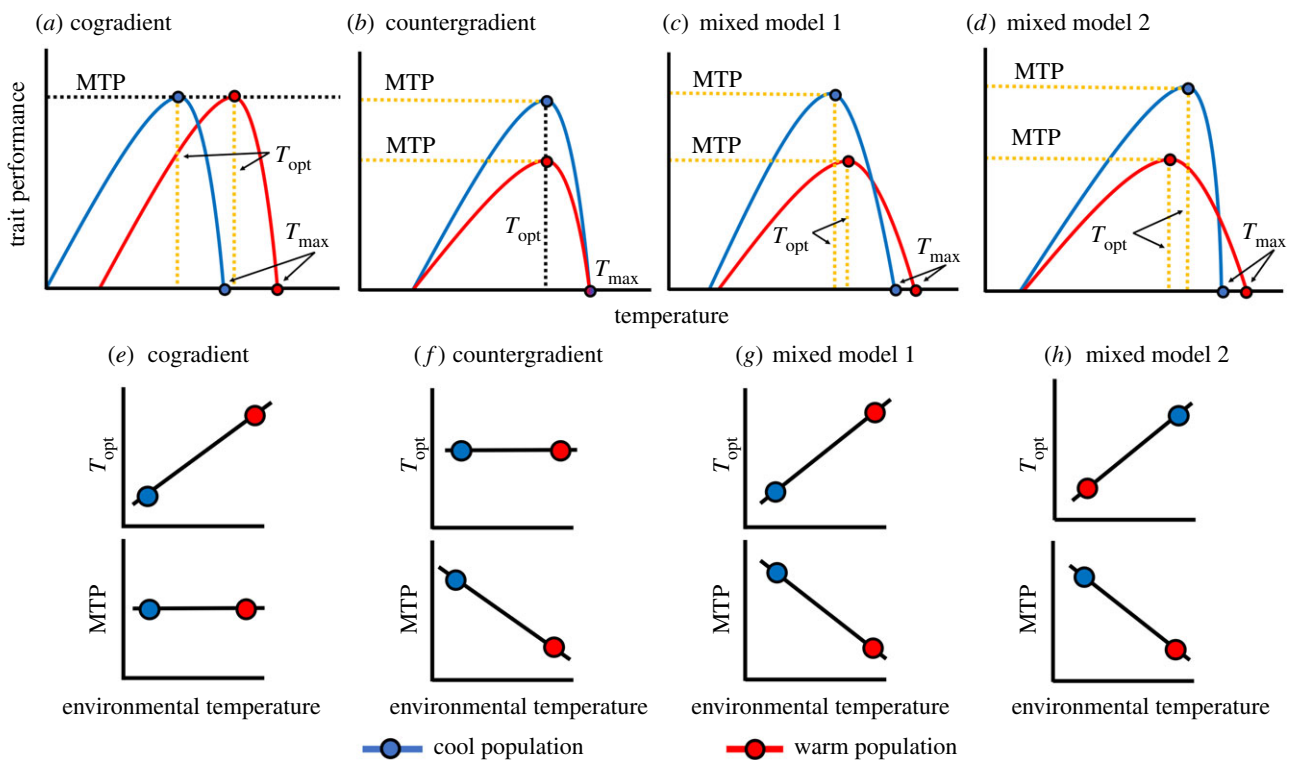 (a) cogradient
(b) countergradient
(c) mixed model 1
(d) mixed model 2
trait performance
MTP
Topt
Tmax
MTP
MTP
Topt
Tmax
MTP
MTP
Topt
Tmax
MTP
MTP
Topt
Tmax
temperature
(e) cogradient
(f) countergradient
(g) mixed model 1
(h) mixed model 2
Topt
Topt
Topt
Topt
MTP
MTP
MTP
MTP
environmental temperature
environmental temperature
environmental temperature
environmental temperature
cool population
warm population